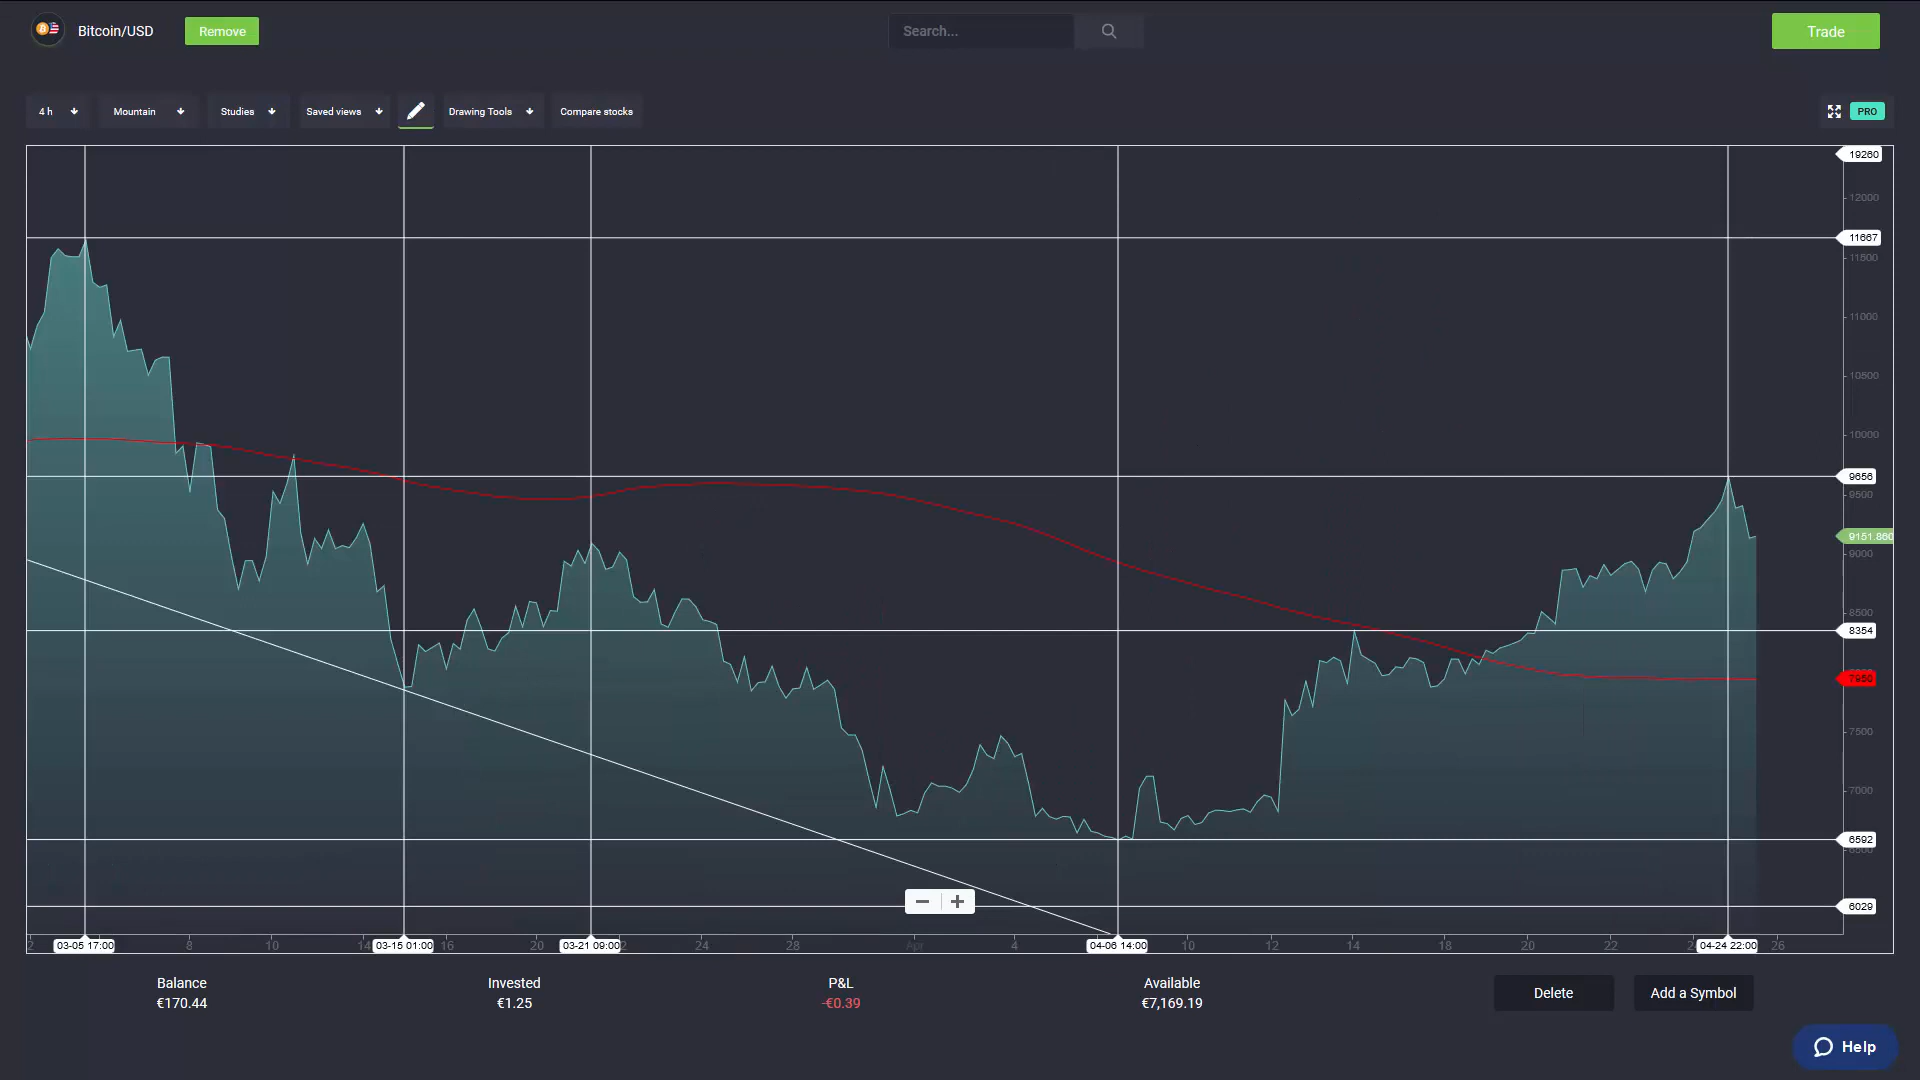 Bitcoin/USD
Remove
Search...
Trade
4 h
Mountain
Studies
Saved views
Drawing Tools
Compare stocks
PRO
19260
12000
11667
11500
11000
10500
10000
9656
9500
9151.860
9000
8500
8354
7950
7500
7000
6592
6029
2
03-05 17:00
8
10
14
03-15 01:00
16
20
03-21 09:00
24
28
Apr
4
04-06 14:00
10
12
14
18
20
22
04-24 22:00
26
Balance
€170.44
Invested
€1.25
P&L
-€0.39
Available
€7,169.19
Delete
Add a Symbol
Help